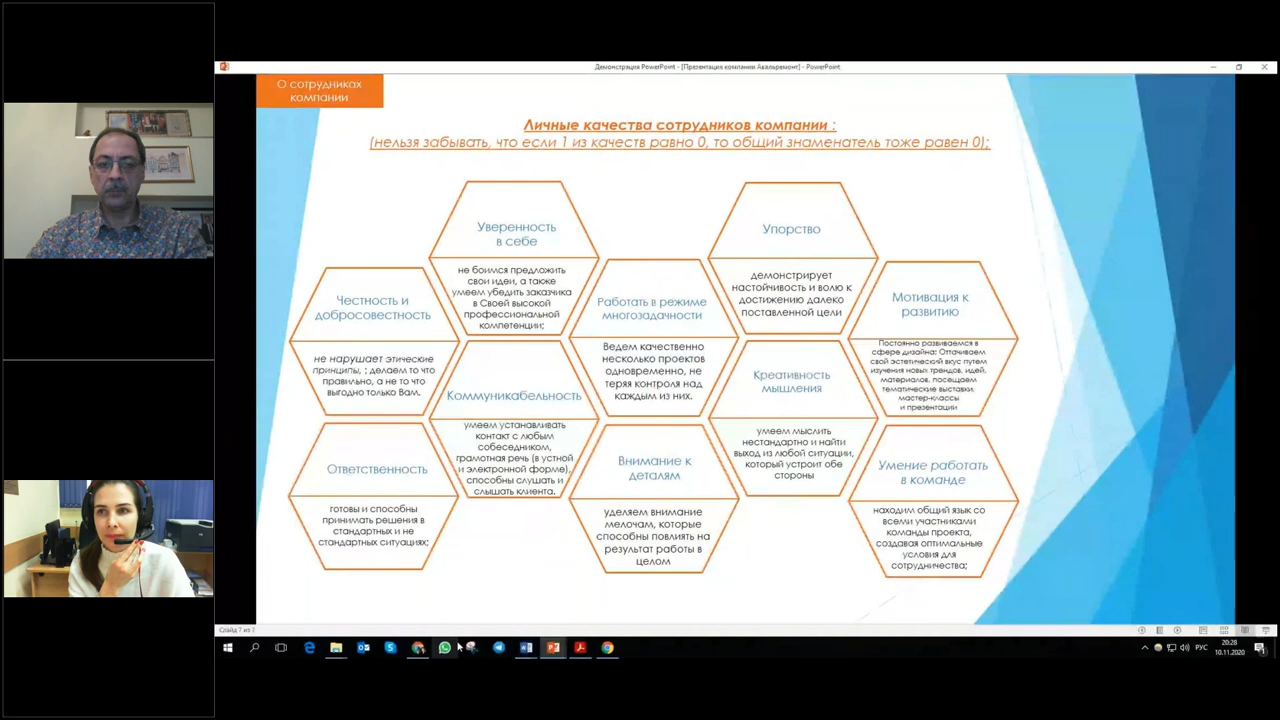 Демонстрация PowerPoint - [Презентация компании Акальремонт] - PowerPoint
О сотрудниках
компании
Личные качества сотрудников компании :
(нельзя забывать, что если 1 из качеств равно 0, то общий знаменатель тоже равен 0);
Уверенность
в себе
не боимся предложить
свои идеи, а также
умеем убедить заказчика
в Своей высокой
профессиональной
компетенции;
Упорство
демонстрирует
настойчивость и волю к
достижению далеко
поставленной цели
Честность и
добросовестность
не нарушает этические
принципы, ; делаем то что
правильно, а не то что
выгодно только Вам.
Работать в режиме
многозадачности
Ведем качественно
несколько проектов
одновременно, не
теряя контроля над
каждым из них.
Мотивация к
развитию
Постоянно развиваемся в
сфере дизайна: Оттачиваем
свой эстетический вкус путем
изучения новых трендов, идей,
материалов, посещаем
тематические выставки,
мастер-классы
и презентации
Коммуникабельность
умеем устанавливать
контакт с любым
собеседником,
грамотная речь (в устной
и электронной форме),
способны слушать и
слышать клиента.
Креативность
мышления
умеем мыслить
нестандартно и найти
выход из любой ситуации,
который устроит обе
стороны
Ответственность
готовы и способны
принимать решения в
стандартных и не
стандартных ситуациях;
Внимание к
деталям
уделяем внимание
мелочам, которые
способны повлиять на
результат работы в
целом
Умение работать
в команде
находим общий язык со
всеми участниками
команды проекта,
создавая оптимальные
условия для
сотрудничества;
Слайд 7 из 7
РУС
20:28
10.11.2020